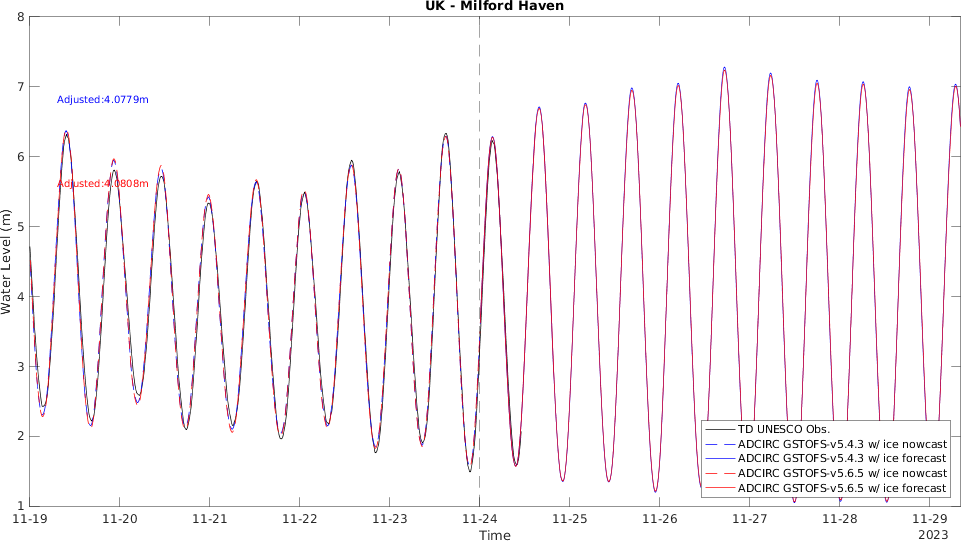 UK - Milford Haven
8
7
6
5
4
3
2
1
Water Level (m)
Adjusted:4.0779m
Adjusted:4.0808m
TD UNESCO Obs.
ADCIRC GSTOFS-v5.4.3 w/ ice nowcast
ADCIRC GSTOFS-v5.4.3 w/ ice forecast
ADCIRC GSTOFS-v5.6.5 w/ ice nowcast
ADCIRC GSTOFS-v5.6.5 w/ ice forecast
11-19 11-20 11-21 11-22 11-23 11-24 11-25 11-26 11-27 11-28 11-29
Time
2023